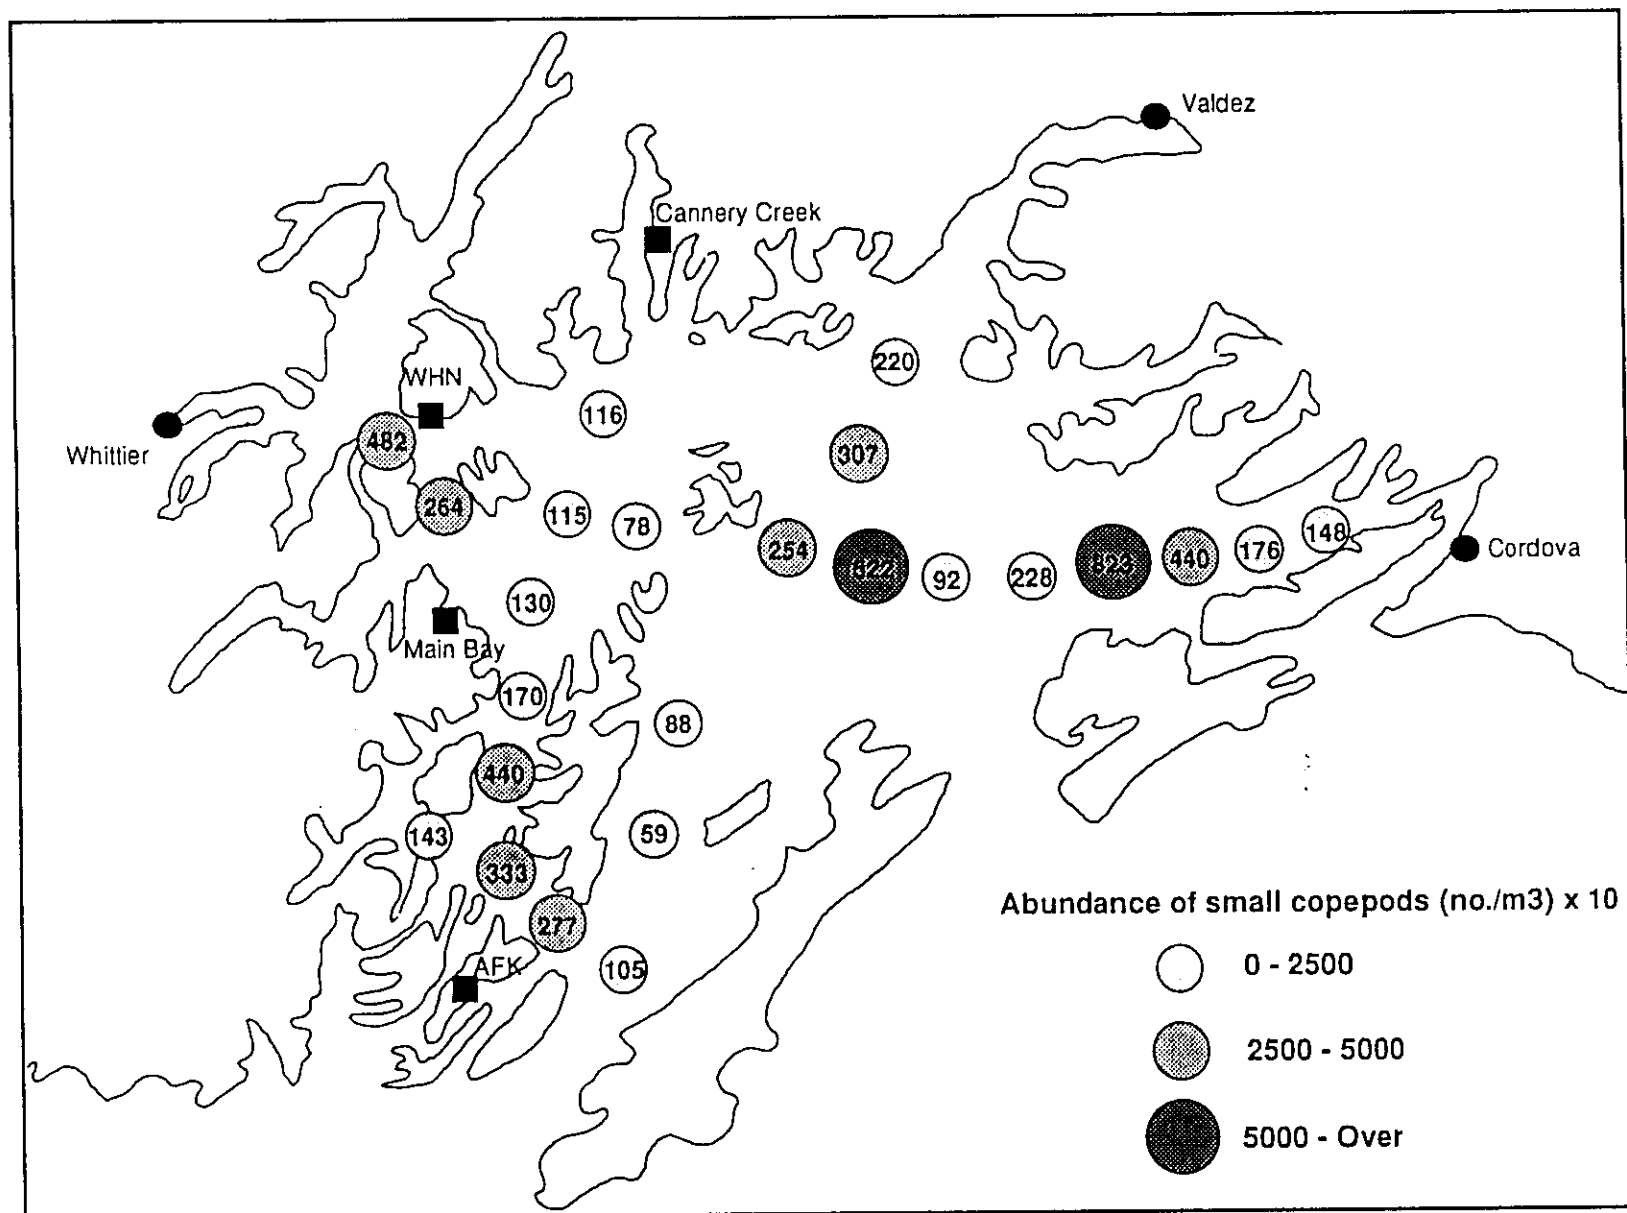 Valdez
Cannery Creek
220
WHN
116
Whittier
482
307
264
115
78
148
254
440
176
Cordova
92
228
823
130
Main Bay
170
88
440
143
59
333
277
AFK
105
Abundance of small copepods (no./m3) x 10
0 - 2500
2500 - 5000
5000 - Over